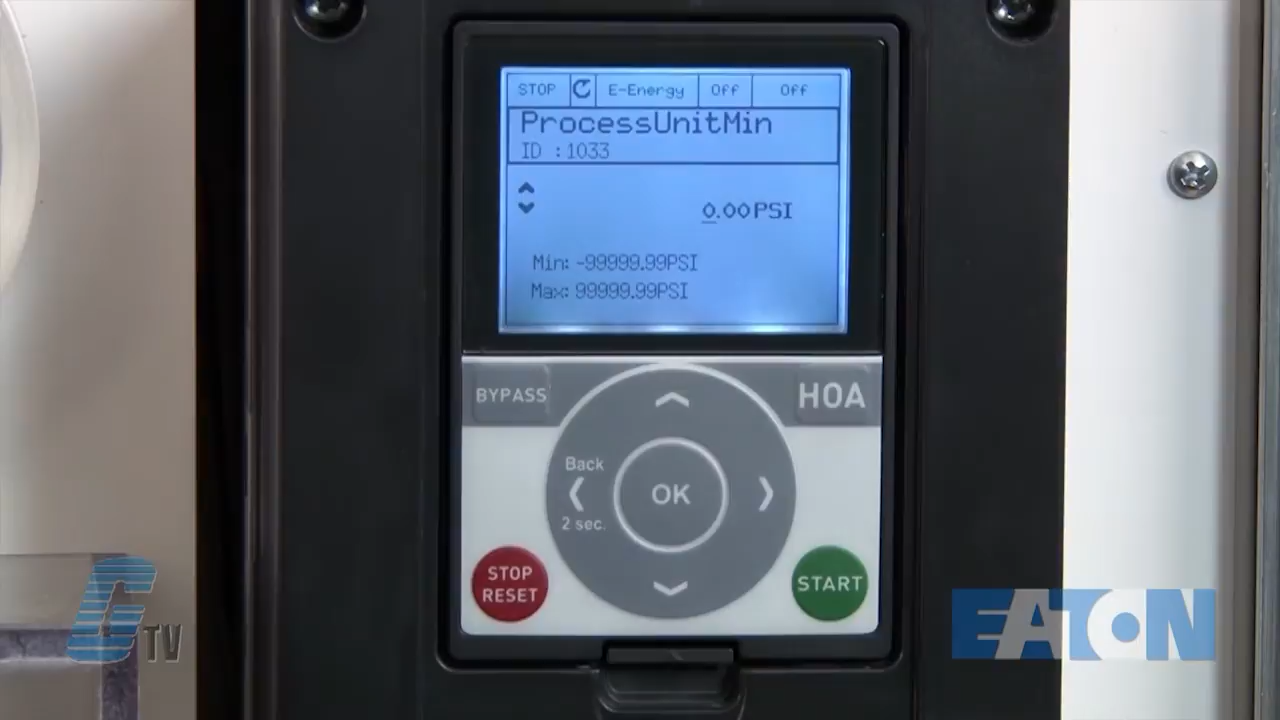 STOP E-Energy Off Off
ProcessUnitMin
ID :1033
0.00PSI
Min: -99999.99PSI
Max: 99999.99PSI
BYPASS
HOA
Back
OK
2 sec.
STOP
RESET
START
G TV
EATON